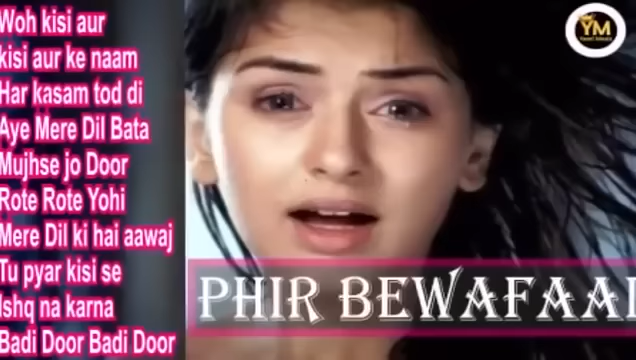 Woh kisi aur
kisi aur ke naam
Har kasam tod di
Aye Mere Dil Bata
Mujhse jo Door
Rote Rote Yohi
Mere Dil ki hai aawaj
Tu pyar kisi se
Ishq na karna
Badi Door Badi Door
YM
PHIR BEWAFAAI